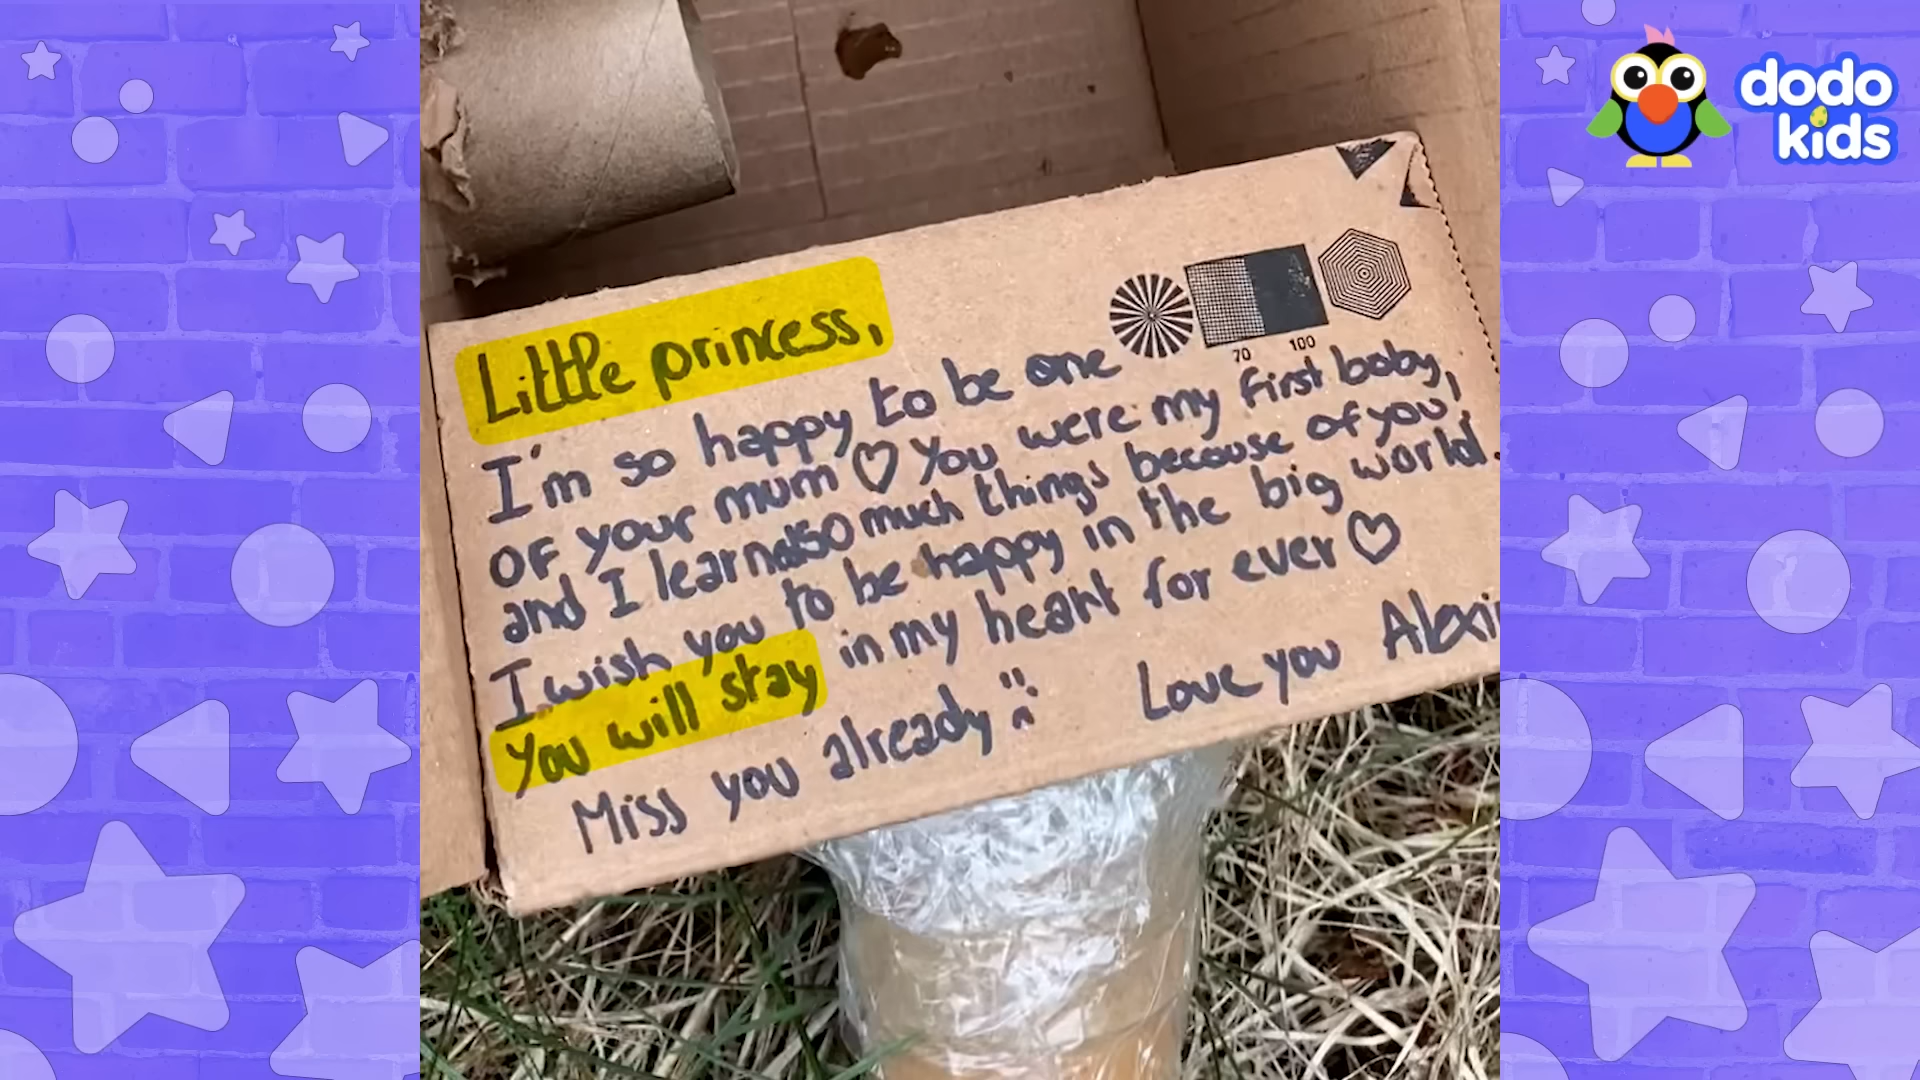 dodo
kids
70 100
Little princess,
I'm so happy to be one
of your mum ♡ You were my first baby,
and I learned so much things because of you,
I wish you to be happy in the big world.
You will stay in my heart for ever ♡
Miss you already Love you